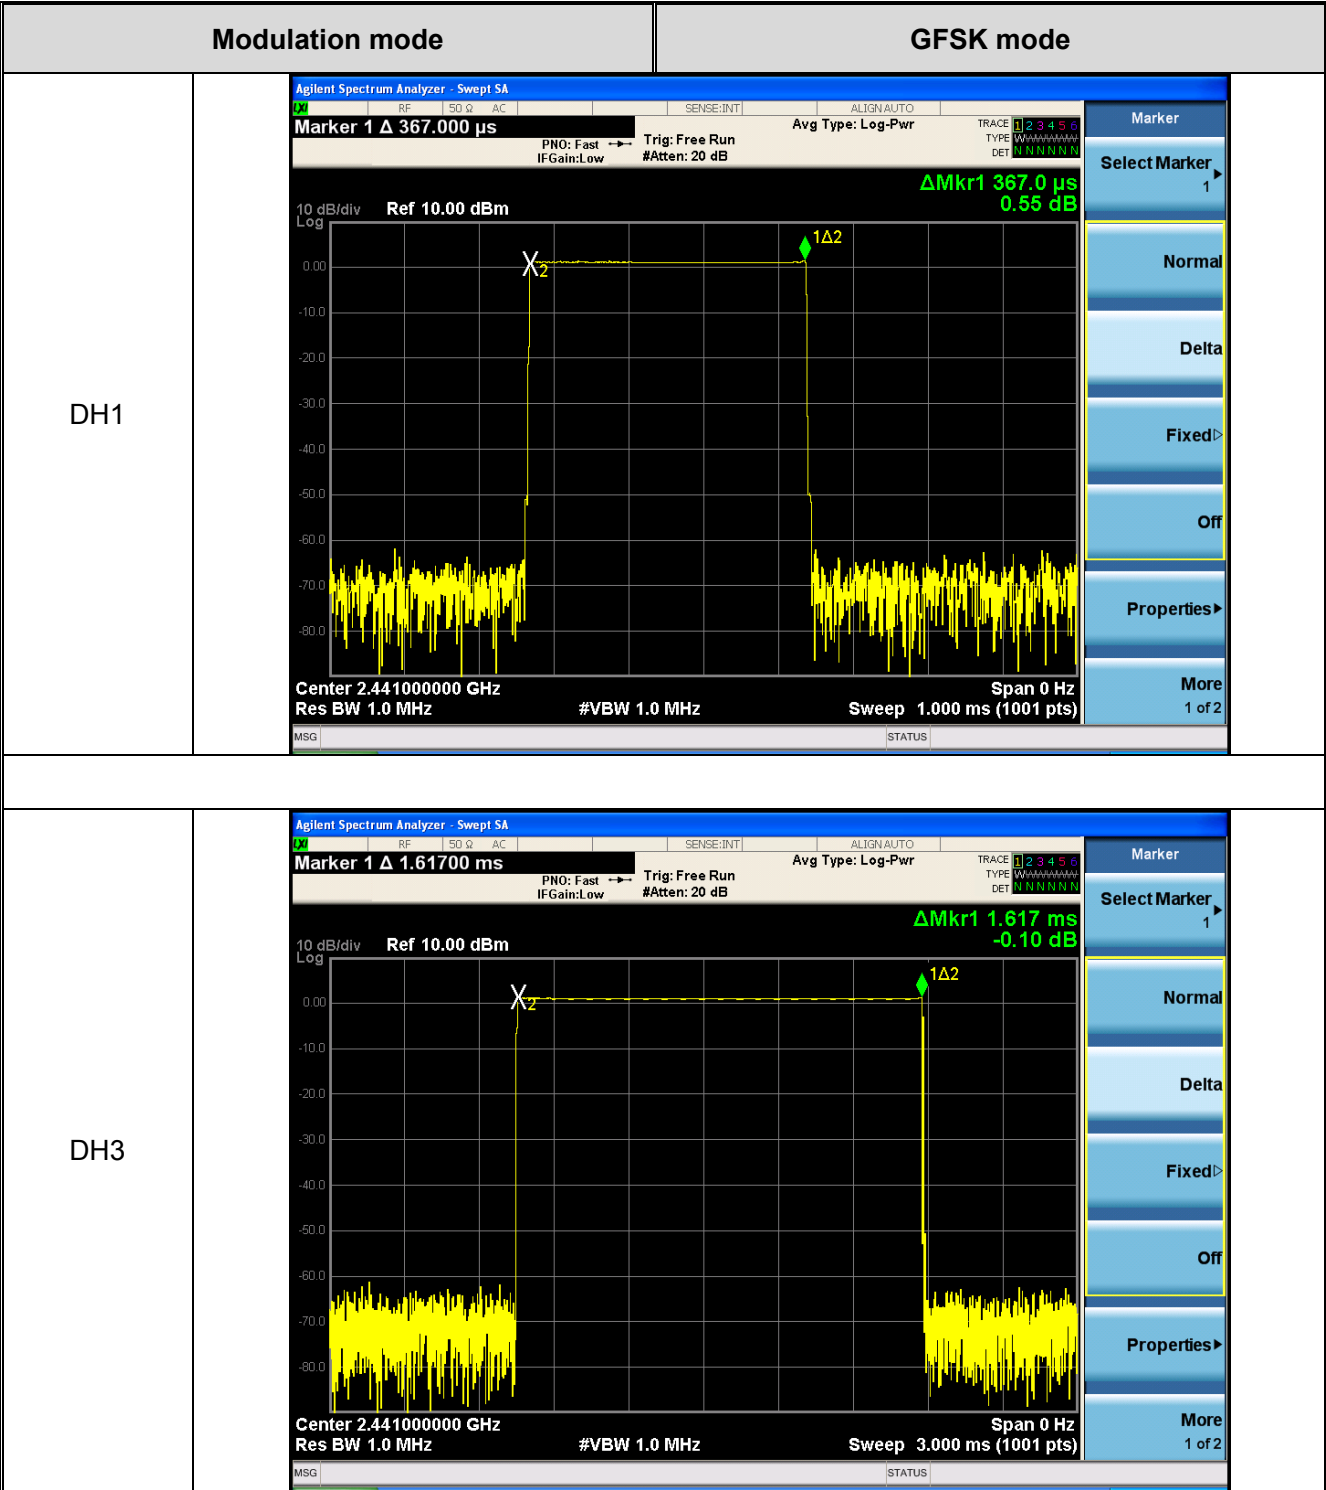 Modulation mode GFSK mode
DH1
Agilent Spectrum Analyzer - Swept SA
LXI RF 50 Ω AC SENSE:INT ALIGN AUTO
Marker 1 Δ 367.000 µs
PNO: Fast
IFGain:Low
Trig: Free Run
#Atten: 20 dB
Avg Type: Log-Pwr
TRACE 1 2 3 4 5 6
TYPE
DET N N N N N N
ΔMkr1 367.0 µs
0.55 dB
10 dB/div Ref 10.00 dBm
Log
1Δ2
2
0.00
-10.0
-20.0
-30.0
-40.0
-50.0
-60.0
-70.0
-80.0
Center 2.441000000 GHz Span 0 Hz
Res BW 1.0 MHz #VBW 1.0 MHz Sweep 1.000 ms (1001 pts)
MSG STATUS
Marker
Select Marker
1
Normal
Delta
Fixed
Off
Properties
More
1 of 2
DH3
Agilent Spectrum Analyzer - Swept SA
LXI RF 50 Ω AC SENSE:INT ALIGN AUTO
Marker 1 Δ 1.61700 ms
PNO: Fast
IFGain:Low
Trig: Free Run
#Atten: 20 dB
Avg Type: Log-Pwr
TRACE 1 2 3 4 5 6
TYPE
DET N N N N N N
ΔMkr1 1.617 ms
-0.10 dB
10 dB/div Ref 10.00 dBm
Log
1Δ2
2
0.00
-10.0
-20.0
-30.0
-40.0
-50.0
-60.0
-70.0
-80.0
Center 2.441000000 GHz Span 0 Hz
Res BW 1.0 MHz #VBW 1.0 MHz Sweep 3.000 ms (1001 pts)
MSG STATUS
Marker
Select Marker
1
Normal
Delta
Fixed
Off
Properties
More
1 of 2